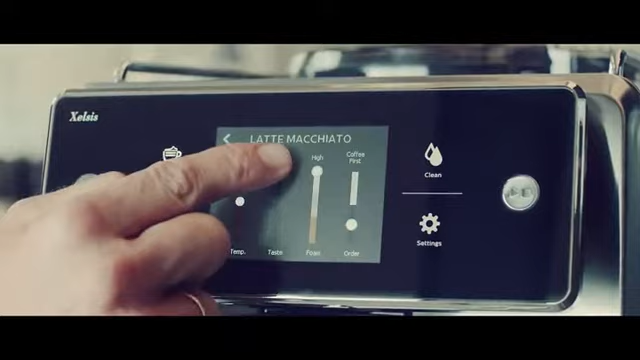 Xelsis
LATTE MACCHIATO
High
Coffee
First
Temp.
Taste
Foam
Order
Clean
Settings